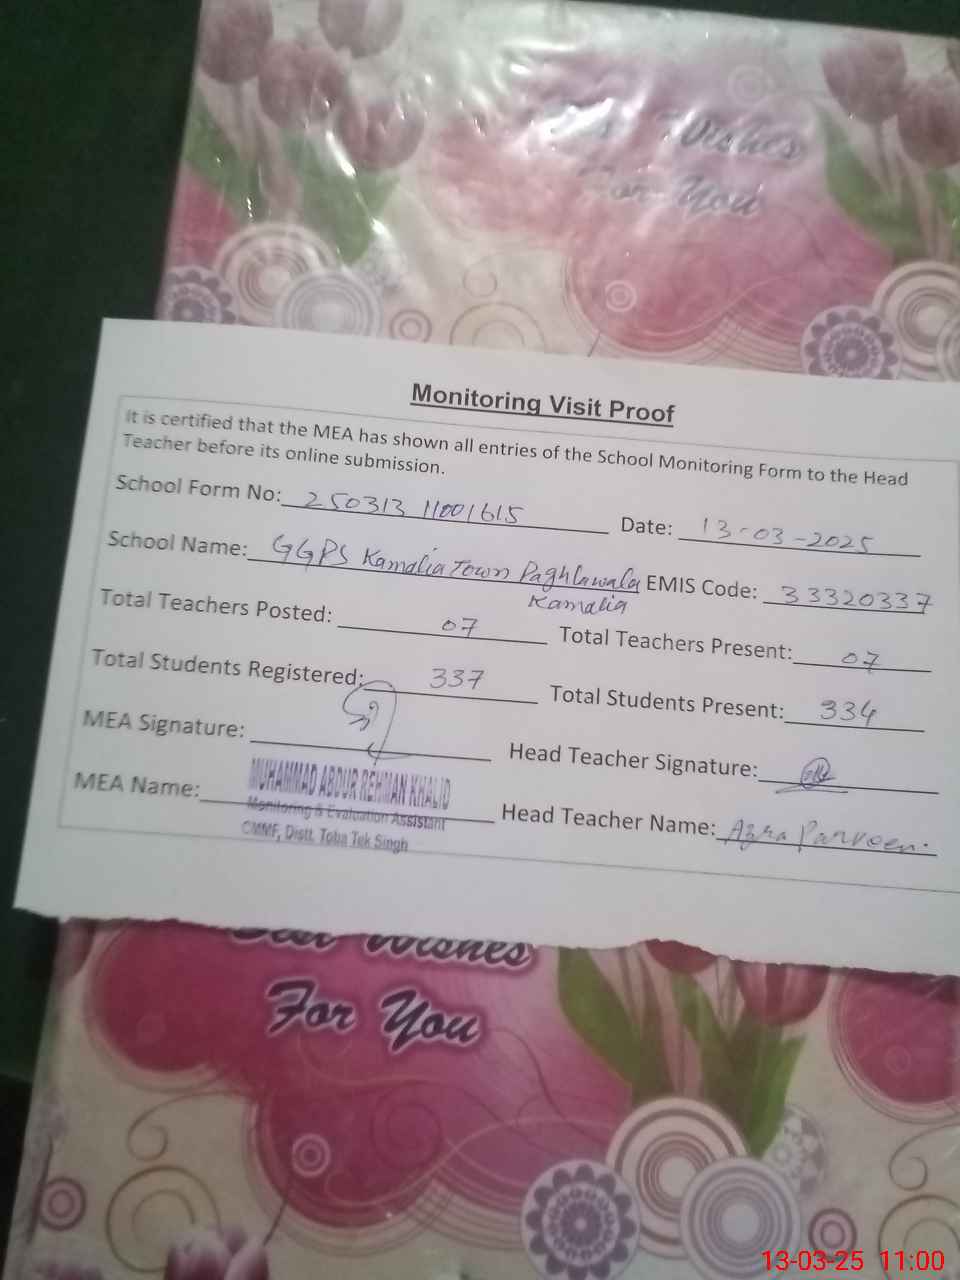 Wishes
For You
Monitoring Visit Proof
It is certified that the MEA has shown all entries of the School Monitoring Form to the Head
Teacher before its online submission.
School Form No: 250313 11001615 Date: 13-03-2025
School Name: GGPS Kamalia Town Paghlawala EMIS Code: 33320337
Kamalia
Total Teachers Posted: 07 Total Teachers Present: 07
Total Students Registered: 337 Total Students Present: 334
MEA Signature: Head Teacher Signature:
MEA Name: MUHAMMAD ABDUR REHMAN KHALID Head Teacher Name: Azra Parveen.
Monitoring & Evaluation Assistant
CMMF, Distt. Toba Tek Singh
Best Wishes
For You
13-03-25 11:00